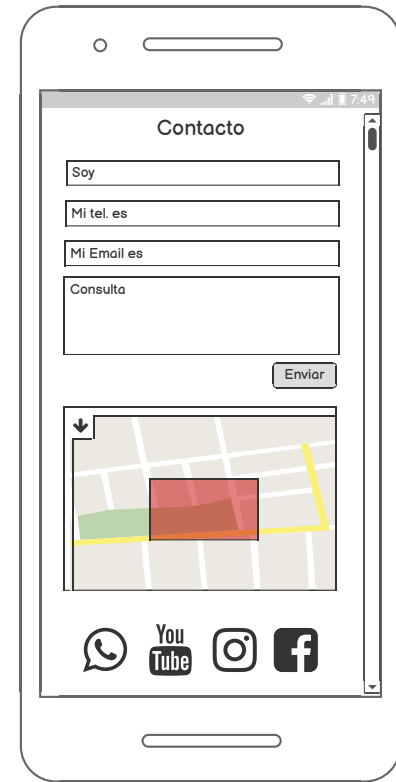 7:49
Contacto
Soy
Mi tel. es
Mi Email es
Consulta
Enviar
You
Tube